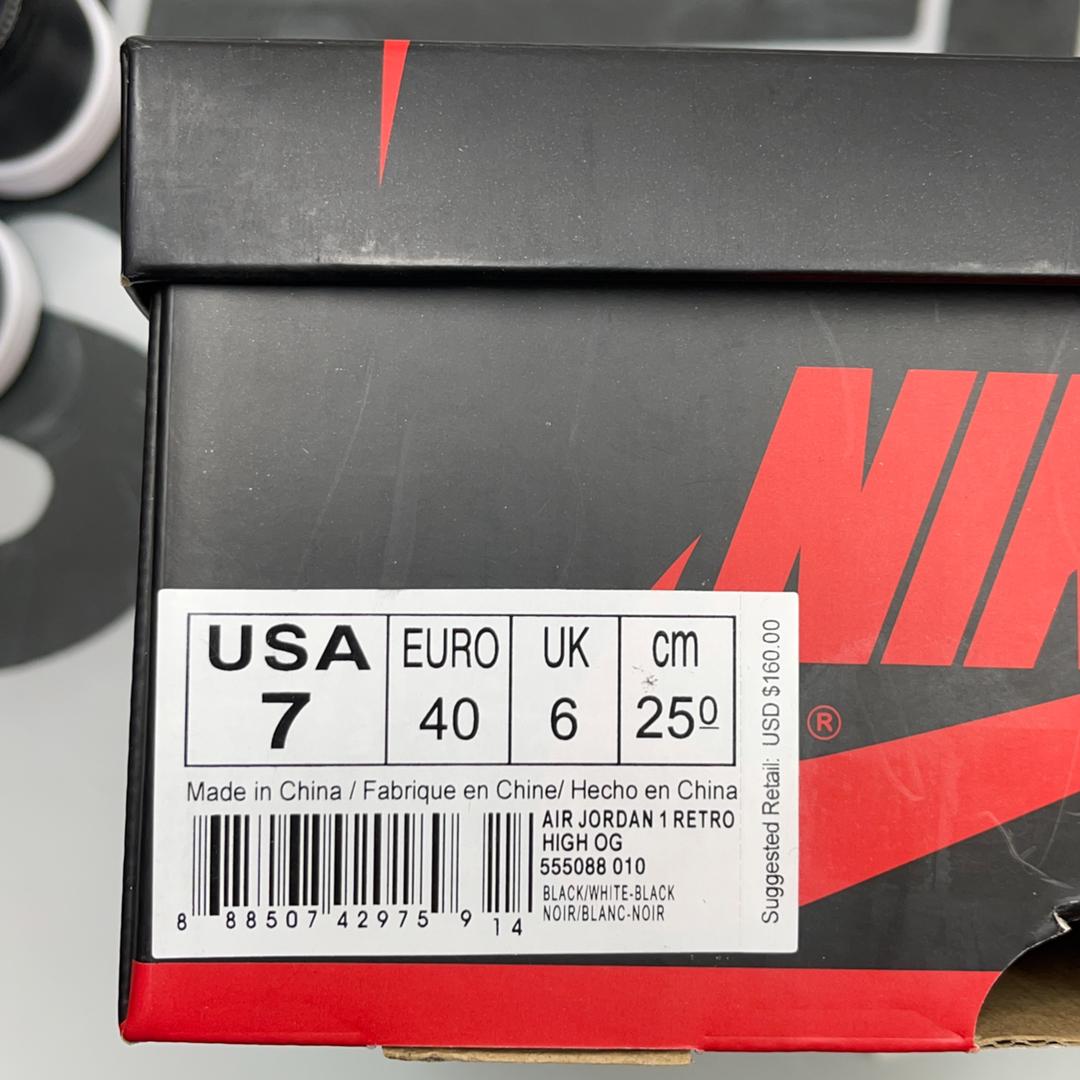 NIK
®
USA EURO UK cm
7 40 6 25º
Made in China / Fabrique en Chine/ Hecho en China
AIR JORDAN 1 RETRO
HIGH OG
555088 010
BLACK/WHITE-BLACK
NOIR/BLANC-NOIR
8 88507 42975 9 14
Suggested Retail: USD $160.00